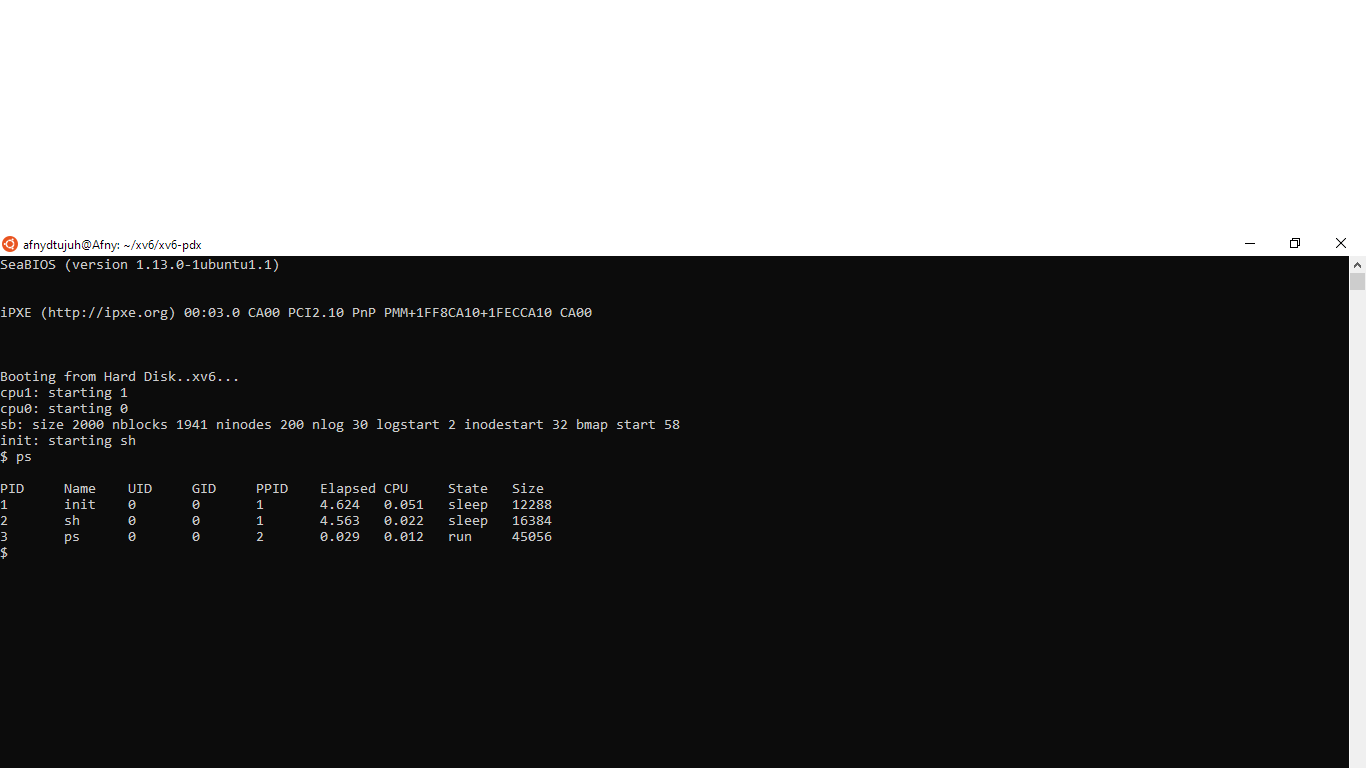 afnydtujuh@Afny: ~/xv6/xv6-pdx
SeaBIOS (version 1.13.0-1ubuntu1.1)
iPXE (http://ipxe.org) 00:03.0 CA00 PCI2.10 PnP PMM+1FF8CA10+1FECCA10 CA00
Booting from Hard Disk..xv6...
cpu1: starting 1
cpu0: starting 0
sb: size 2000 nblocks 1941 ninodes 200 nlog 30 logstart 2 inodestart 32 bmap start 58
init: starting sh
$ ps
PID     Name    UID     GID     PPID    Elapsed CPU     State   Size
1       init    0       0       1       4.624   0.051   sleep   12288
2       sh      0       0       1       4.563   0.022   sleep   16384
3       ps      0       0       2       0.029   0.012   run     45056
$